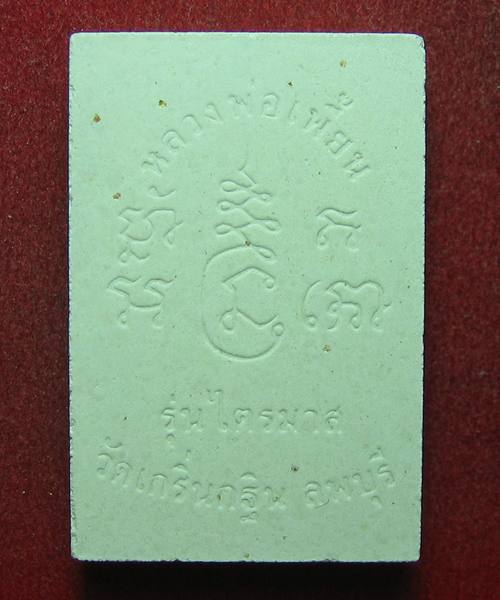 หลวงพ่อเพี้ยน
รุ่นไตรมาส
วัดเกริ่นกฐิน ลพบุรี